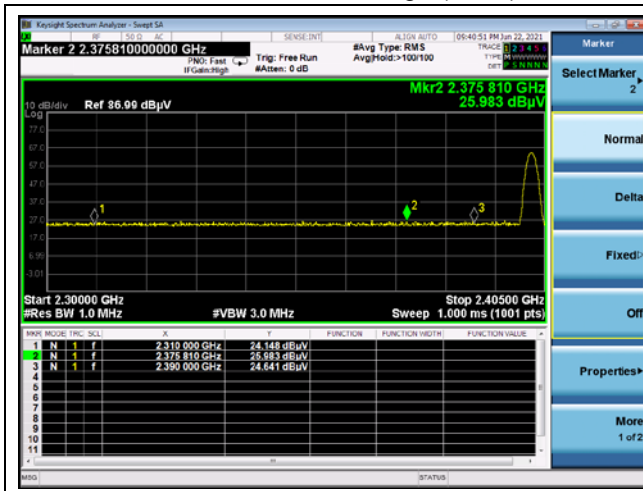 Keysight Spectrum Analyzer - Swept SA
RF 50 Ω AC SENSE:INT ALIGN AUTO 09:40:51 PM Jun 22, 2021
Marker 2 2.375810000000 GHz
PNO: Fast
IFGain:High
Trig: Free Run
#Atten: 0 dB
#Avg Type: RMS
Avg|Hold:>100/100
TRACE 1 2 3 4 5 6
TYPE M W W W W W
DET P S N N N N
Marker
Select Marker
2
Normal
Delta
Fixed
Off
Properties
More
1 of 2
Mkr2 2.375 810 GHz
25.983 dBµV
10 dB/div Ref 86.99 dBµV
Log
77.0
67.0
57.0
47.0
37.0
27.0
17.0
6.99
-3.01
1
2
3
Start 2.30000 GHz Stop 2.40500 GHz
#Res BW 1.0 MHz #VBW 3.0 MHz Sweep 1.000 ms (1001 pts)
MKR MODE TRC SCL X Y FUNCTION FUNCTION WIDTH FUNCTION VALUE
1 N 1 f 2.310 000 GHz 24.148 dBµV
2 N 1 f 2.375 810 GHz 25.983 dBµV
3 N 1 f 2.390 000 GHz 24.641 dBµV
4
5
6
7
8
9
10
11
MSG STATUS